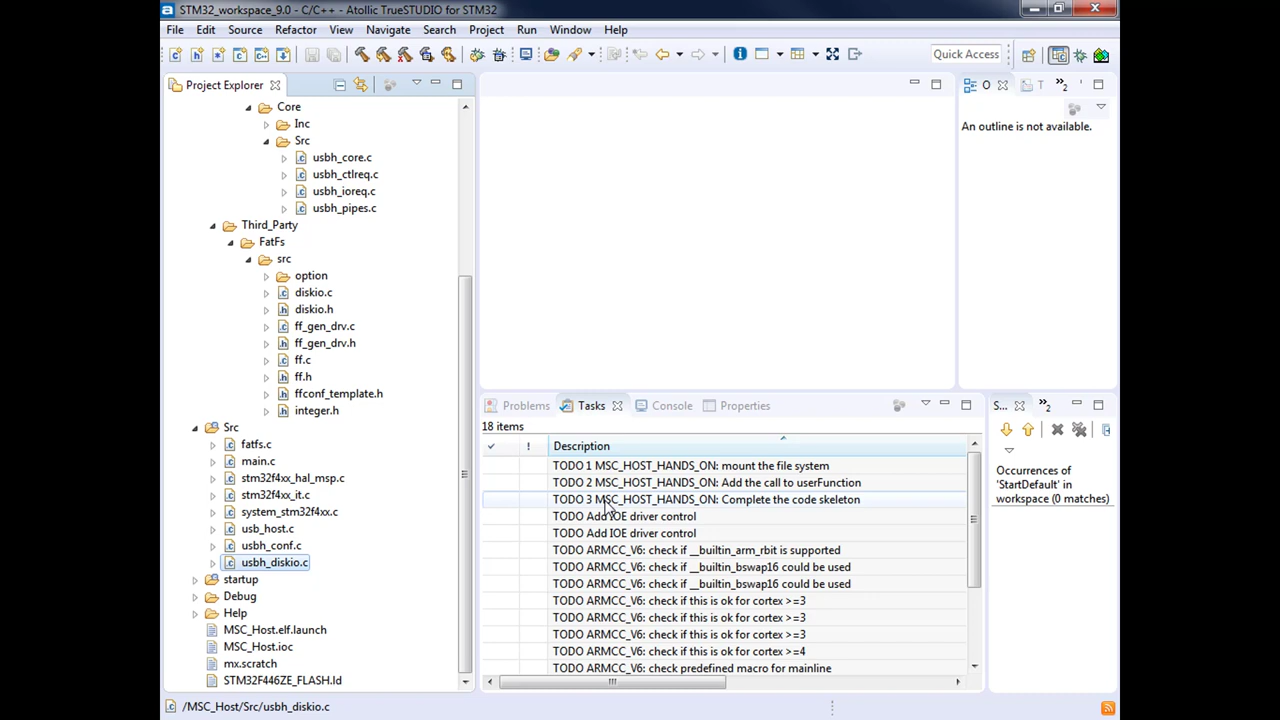 STM32_workspace_9.0 - C/C++ - Atollic TrueSTUDIO for STM32
File Edit Source Refactor View Navigate Search Project Run Window Help
Quick Access
Project Explorer
Core
Inc
Src
usbh_core.c
usbh_ctlreq.c
usbh_ioreq.c
usbh_pipes.c
Third_Party
FatFs
src
option
diskio.c
diskio.h
ff_gen_drv.c
ff_gen_drv.h
ff.c
ff.h
ffconf_template.h
integer.h
Src
fatfs.c
main.c
stm32f4xx_hal_msp.c
stm32f4xx_it.c
system_stm32f4xx.c
usb_host.c
usbh_conf.c
usbh_diskio.c
startup
Debug
Help
MSC_Host.elf.launch
MSC_Host.ioc
mx.scratch
STM32F446ZE_FLASH.ld
O T 2
An outline is not available.
Problems Tasks Console Properties
18 items
! Description
TODO 1 MSC_HOST_HANDS_ON: mount the file system
TODO 2 MSC_HOST_HANDS_ON: Add the call to userFunction
TODO 3 MSC_HOST_HANDS_ON: Complete the code skeleton
TODO Add IOE driver control
TODO Add IOE driver control
TODO ARMCC_V6: check if __builtin_arm_rbit is supported
TODO ARMCC_V6: check if __builtin_bswap16 could be used
TODO ARMCC_V6: check if __builtin_bswap16 could be used
TODO ARMCC_V6: check if this is ok for cortex >=3
TODO ARMCC_V6: check if this is ok for cortex >=3
TODO ARMCC_V6: check if this is ok for cortex >=3
TODO ARMCC_V6: check if this is ok for cortex >=4
TODO ARMCC_V6: check predefined macro for mainline
S... 2
Occurrences of
'StartDefault' in
workspace (0 matches)
/MSC_Host/Src/usbh_diskio.c